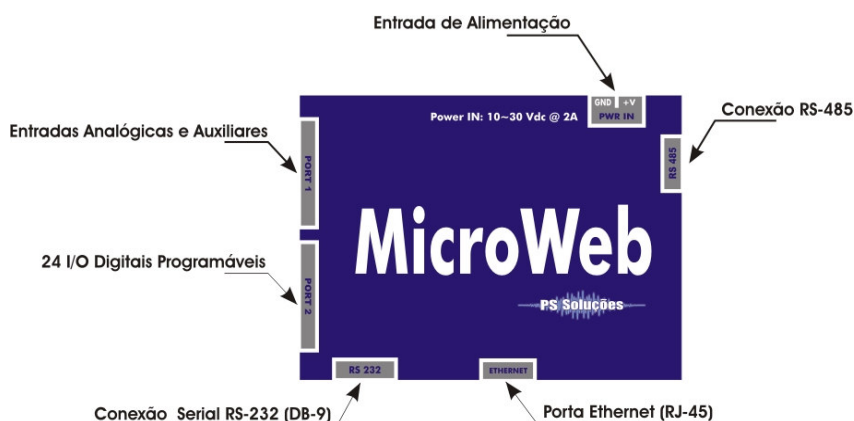 Entrada de Alimentação
GND +V
Power IN: 10~30 Vdc @ 2A
PWR IN
Conexão RS-485
Entradas Analógicas e Auxiliares
PORT 1
RS 485
MicroWeb
24 I/O Digitais Programáveis
PORT 2
PS Soluções
RS 232
ETHERNET
Conexão Serial RS-232 (DB-9)
Porta Ethernet (RJ-45)